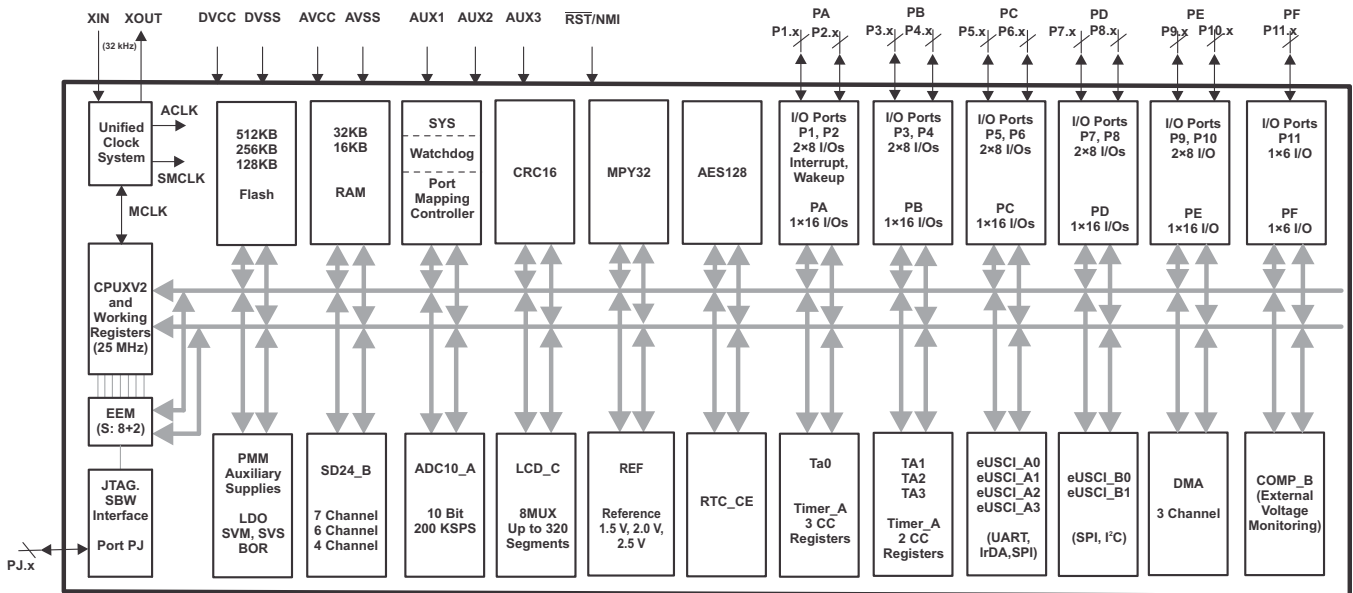 XIN XOUT DVCC DVSS AVCC AVSS AUX1 AUX2 AUX3 RST/NMI
(32 kHz)
PA
P1.x P2.x
PB
P3.x P4.x
PC
P5.x P6.x
PD
P7.x P8.x
PE
P9.x P10.x
PF
P11.x
Unified
Clock
System
ACLK
SMCLK
MCLK
512KB
256KB
128KB
Flash
32KB
16KB
RAM
SYS
Watchdog
Port
Mapping
Controller
CRC16
MPY32
AES128
I/O Ports
P1, P2
2×8 I/Os
Interrupt,
Wakeup
PA
1×16 I/Os
I/O Ports
P3, P4
2×8 I/Os
PB
1×16 I/Os
I/O Ports
P5, P6
2×8 I/Os
PC
1×16 I/Os
I/O Ports
P7, P8
2×8 I/Os
PD
1×16 I/Os
I/O Ports
P9, P10
2×8 I/O
PE
1×16 I/O
I/O Ports
P11
1×6 I/O
PF
1×6 I/O
CPUXV2
and
Working
Registers
(25 MHz)
EEM
(S: 8+2)
JTAG.
SBW
Interface
Port PJ
PJ.x
PMM
Auxiliary
Supplies
LDO
SVM, SVS
BOR
SD24_B
7 Channel
6 Channel
4 Channel
ADC10_A
10 Bit
200 KSPS
LCD_C
8MUX
Up to 320
Segments
REF
Reference
1.5 V, 2.0 V,
2.5 V
RTC_CE
Ta0
Timer_A
3 CC
Registers
TA1
TA2
TA3
Timer_A
2 CC
Registers
eUSCI_A0
eUSCI_A1
eUSCI_A2
eUSCI_A3
(UART,
IrDA,SPI)
eUSCI_B0
eUSCI_B1
(SPI, I²C)
DMA
3 Channel
COMP_B
(External
Voltage
Monitoring)